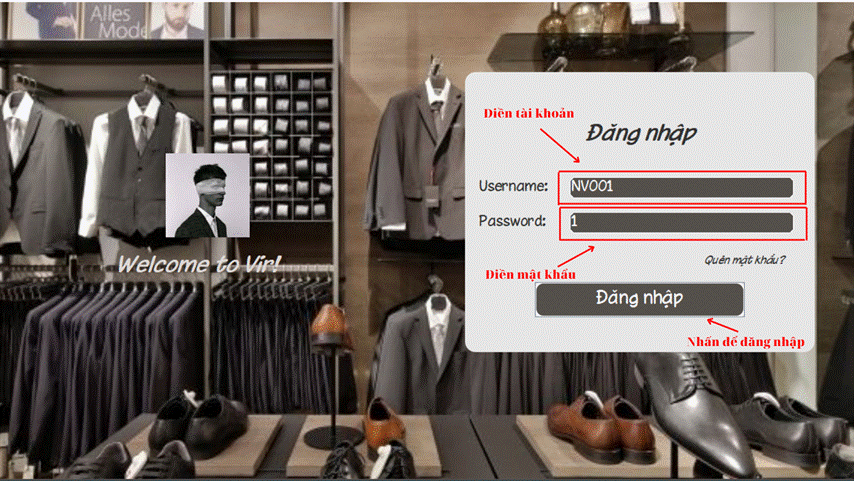 Alles
Mode
Điền tài khoản
Đăng nhập
Username: NV001
Password: 1
Điền mật khẩu
Quên mật khẩu?
Welcome to Vir!
Đăng nhập
Nhấn để đăng nhập